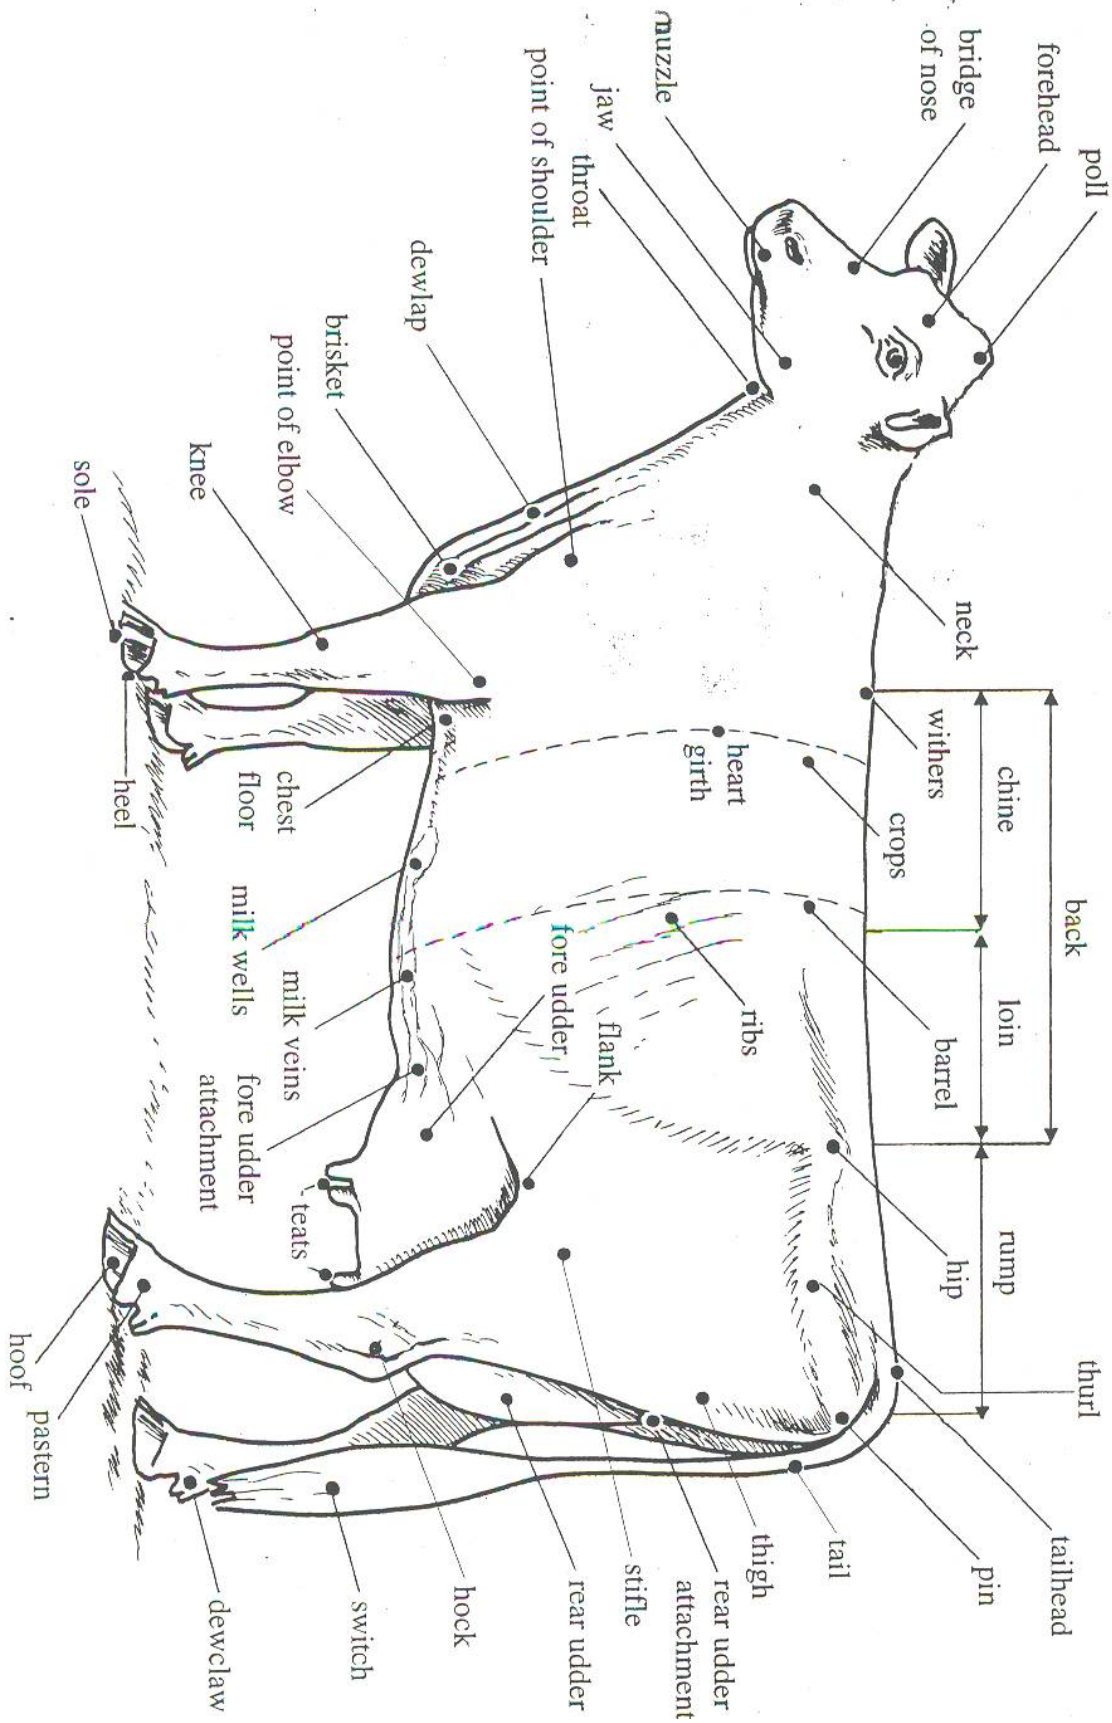 poll
forehead
bridge
of nose
muzzle
jaw
throat
point of shoulder
dewlap
brisket
point of elbow
knee
sole
heel
chest
floor
milk wells
milk veins
fore udder
attachment
teats
hoof
pastern
neck
withers
chine
back
loin
rump
heart
girth
crops
barrel
ribs
fore udder
flank
hip
thurl
tailhead
pin
tail
thigh
rear udder
attachment
stifle
rear udder
hock
switch
dewclaw